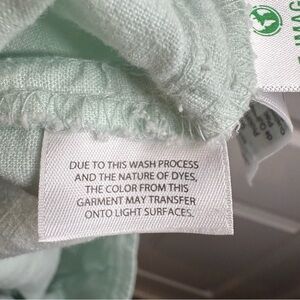 DUE TO THIS WASH PROCESS
AND THE NATURE OF DYES,
THE COLOR FROM THIS
GARMENT MAY TRANSFER
ONTO LIGHT SURFACES.